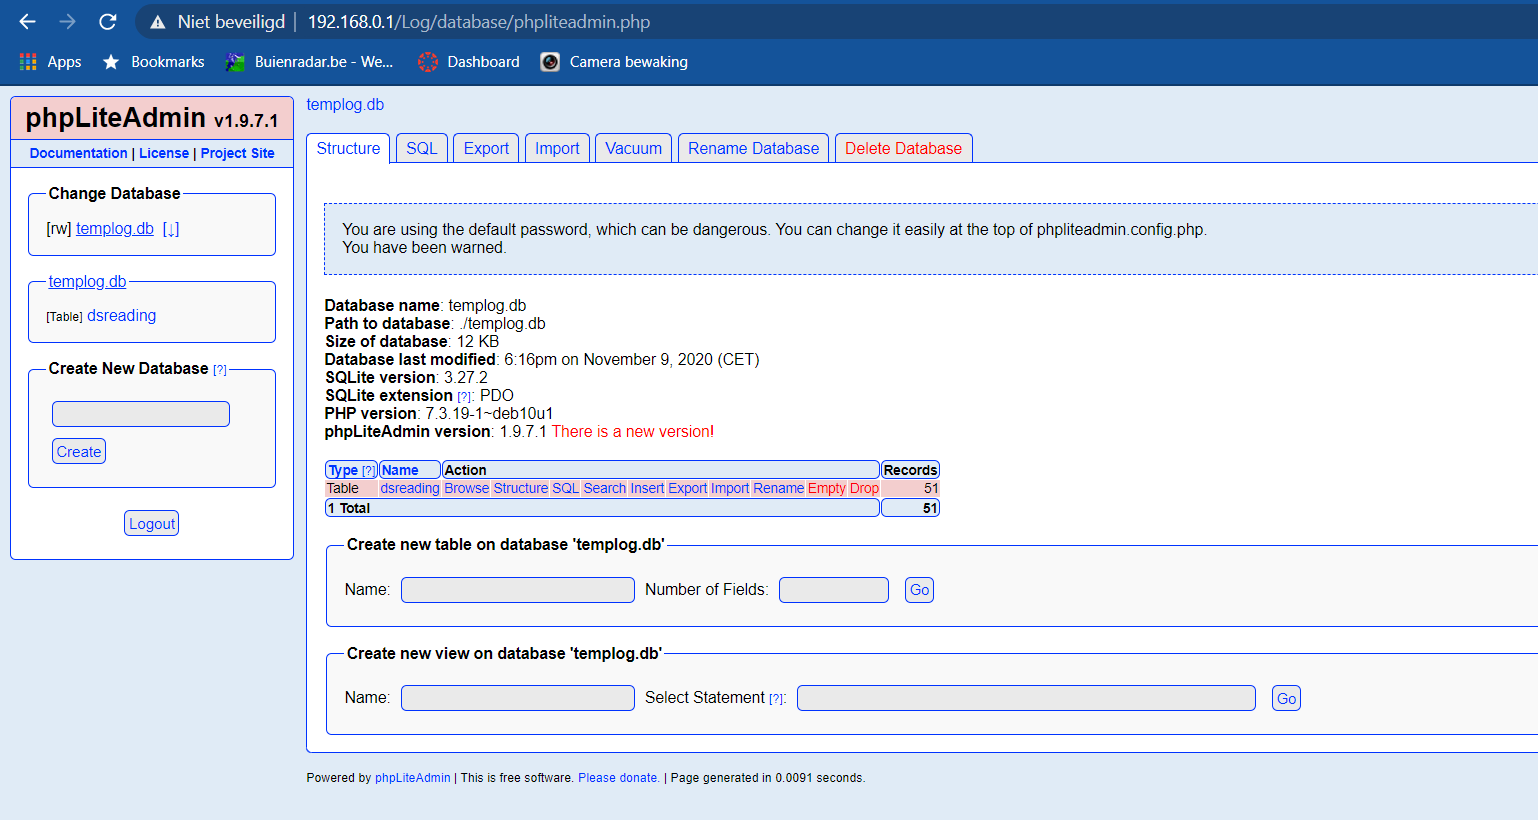 Niet beveiligd | 192.168.0.1/Log/database/phpliteadmin.php
Apps Bookmarks Buienradar.be - We... Dashboard Camera bewaking
phpLiteAdmin v1.9.7.1
Documentation | License | Project Site
Change Database
[rw] templog.db [↓]
templog.db
[Table] dsreading
Create New Database [?]
Create
Logout
templog.db
Structure SQL Export Import Vacuum Rename Database Delete Database
You are using the default password, which can be dangerous. You can change it easily at the top of phpliteadmin.config.php.
You have been warned.
Database name: templog.db
Path to database: ./templog.db
Size of database: 12 KB
Database last modified: 6:16pm on November 9, 2020 (CET)
SQLite version: 3.27.2
SQLite extension [?]: PDO
PHP version: 7.3.19-1~deb10u1
phpLiteAdmin version: 1.9.7.1 There is a new version!
Type [?] Name Action Records
Table dsreading Browse Structure SQL Search Insert Export Import Rename Empty Drop 51
1 Total 51
Create new table on database 'templog.db'
Name: Number of Fields: Go
Create new view on database 'templog.db'
Name: Select Statement [?]: Go
Powered by phpLiteAdmin | This is free software. Please donate. | Page generated in 0.0091 seconds.